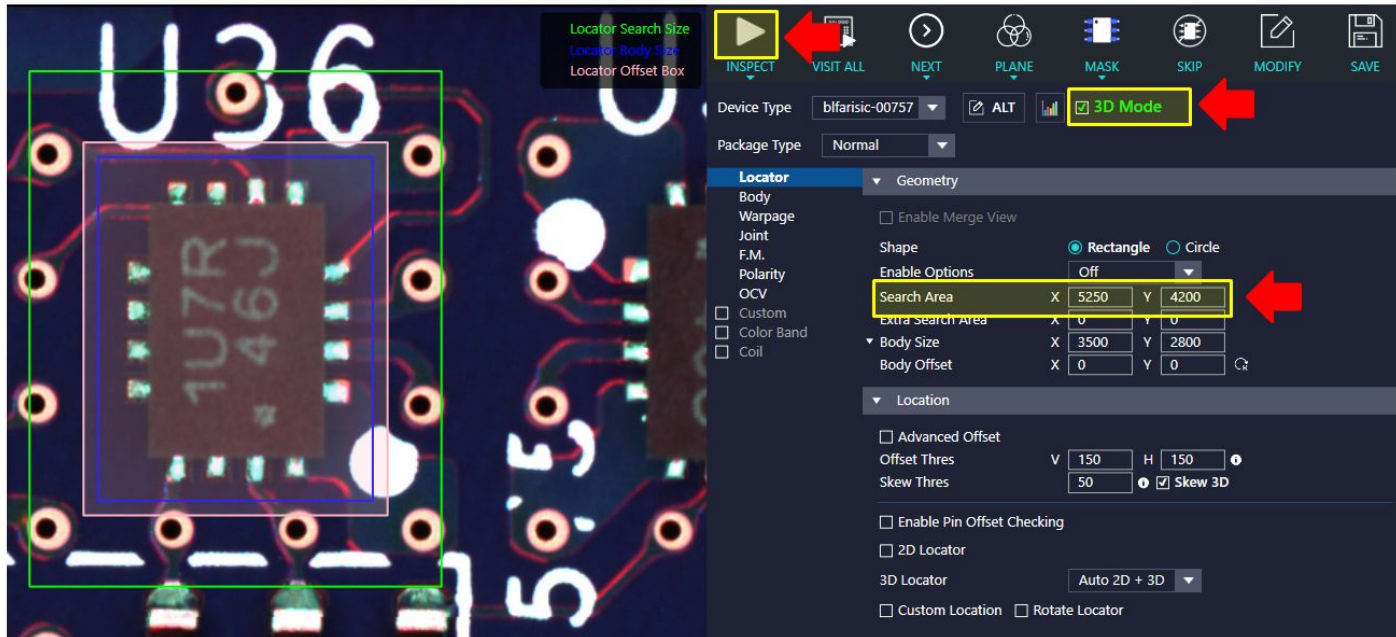 U36
Locator Search Size
Locator Body Size
Locator Offset Box
1U7R
46J
*
5.5
INSPECT
VISIT ALL
NEXT
PLANE
MASK
SKIP
MODIFY
SAVE
Device Type blfarisic-00757 ALT 3D Mode
Package Type Normal
Locator
Body
Warpage
Joint
F.M.
Polarity
OCV
Custom
Color Band
Coil
Geometry
Enable Merge View
Shape Rectangle Circle
Enable Options Off
Search Area X 5250 Y 4200
Extra Search Area X 0 Y 0
Body Size X 3500 Y 2800
Body Offset X 0 Y 0
Location
Advanced Offset
Offset Thres V 150 H 150
Skew Thres 50 Skew 3D
Enable Pin Offset Checking
2D Locator
3D Locator Auto 2D + 3D
Custom Location Rotate Locator